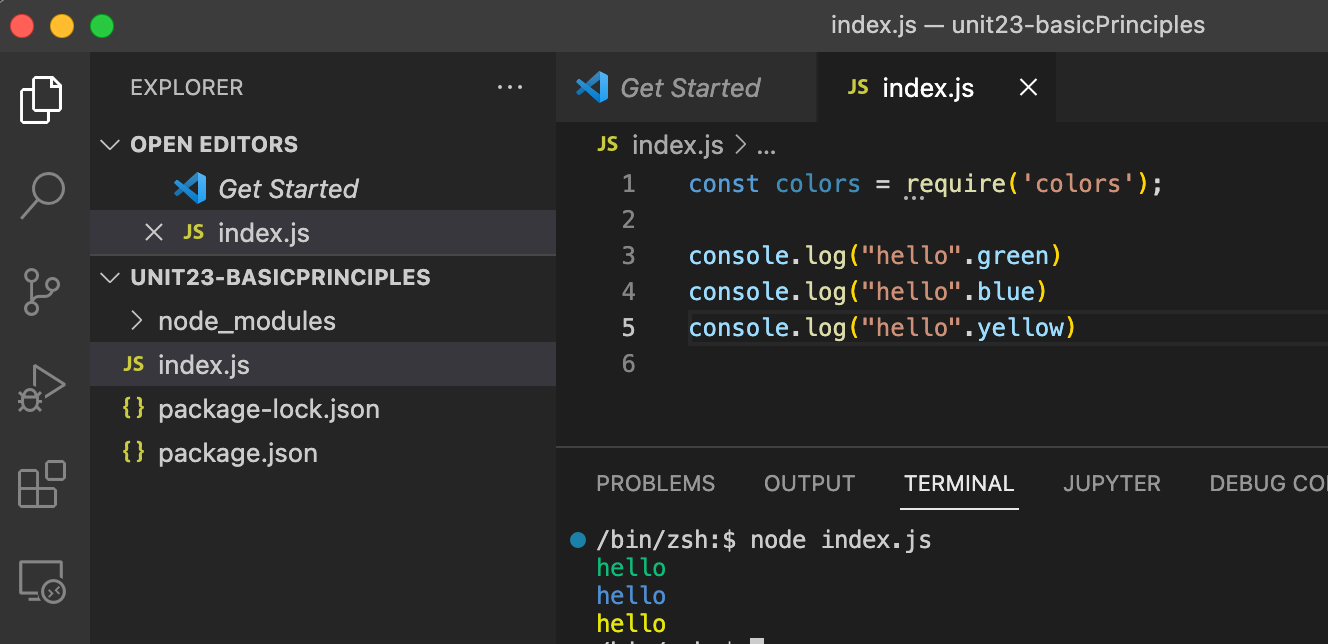 index.js — unit23-basicPrinciples
EXPLORER
OPEN EDITORS
Get Started
JS index.js
UNIT23-BASICPRINCIPLES
node_modules
JS index.js
{} package-lock.json
{} package.json
Get Started
JS index.js
JS index.js > ...
1 const colors = require('colors');
2
3 console.log("hello".green)
4 console.log("hello".blue)
5 console.log("hello".yellow)
6
PROBLEMS OUTPUT TERMINAL JUPYTER DEBUG
/bin/zsh:$ node index.js
hello
hello
hello